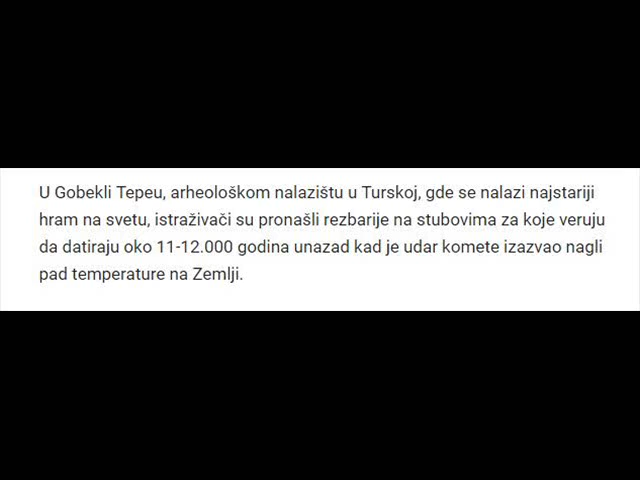 U Gobekli Tepeu, arheološkom nalazištu u Turskoj, gde se nalazi najstariji
hram na svetu, istraživači su pronašli rezbarije na stubovima za koje veruju
da datiraju oko 11-12.000 godina unazad kad je udar komete izazvao nagli
pad temperature na Zemlji.